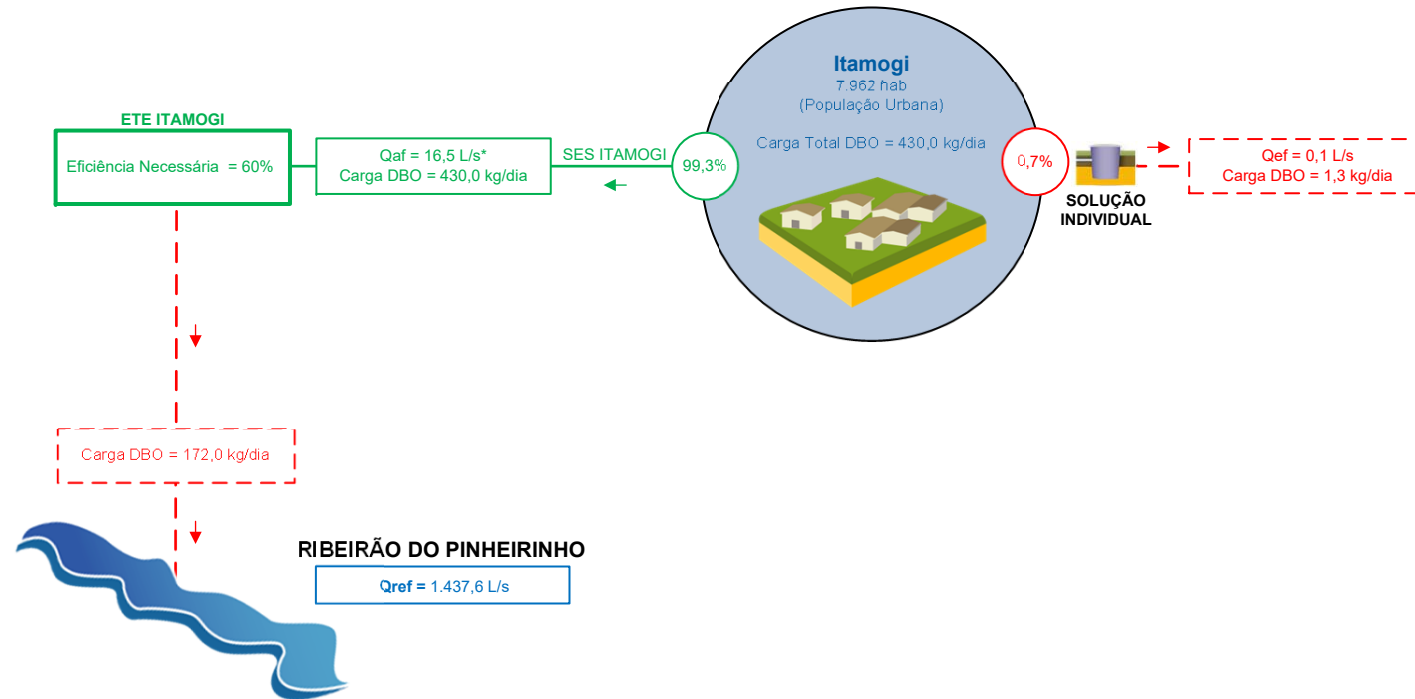 Itamogi
7.962 hab
(População Urbana)
Carga Total DBO = 430,0 kg/dia
ETE ITAMOGI
Eficiência Necessária = 60%
Qaf = 16,5 L/s*
Carga DBO = 430,0 kg/dia
SES ITAMOGI
99,3%
0,7%
SOLUÇÃO
INDIVIDUAL
Qef = 0,1 L/s
Carga DBO = 1,3 kg/dia
Carga DBO = 172,0 kg/dia
RIBEIRÃO DO PINHEIRINHO
Qref = 1.437,6 L/s